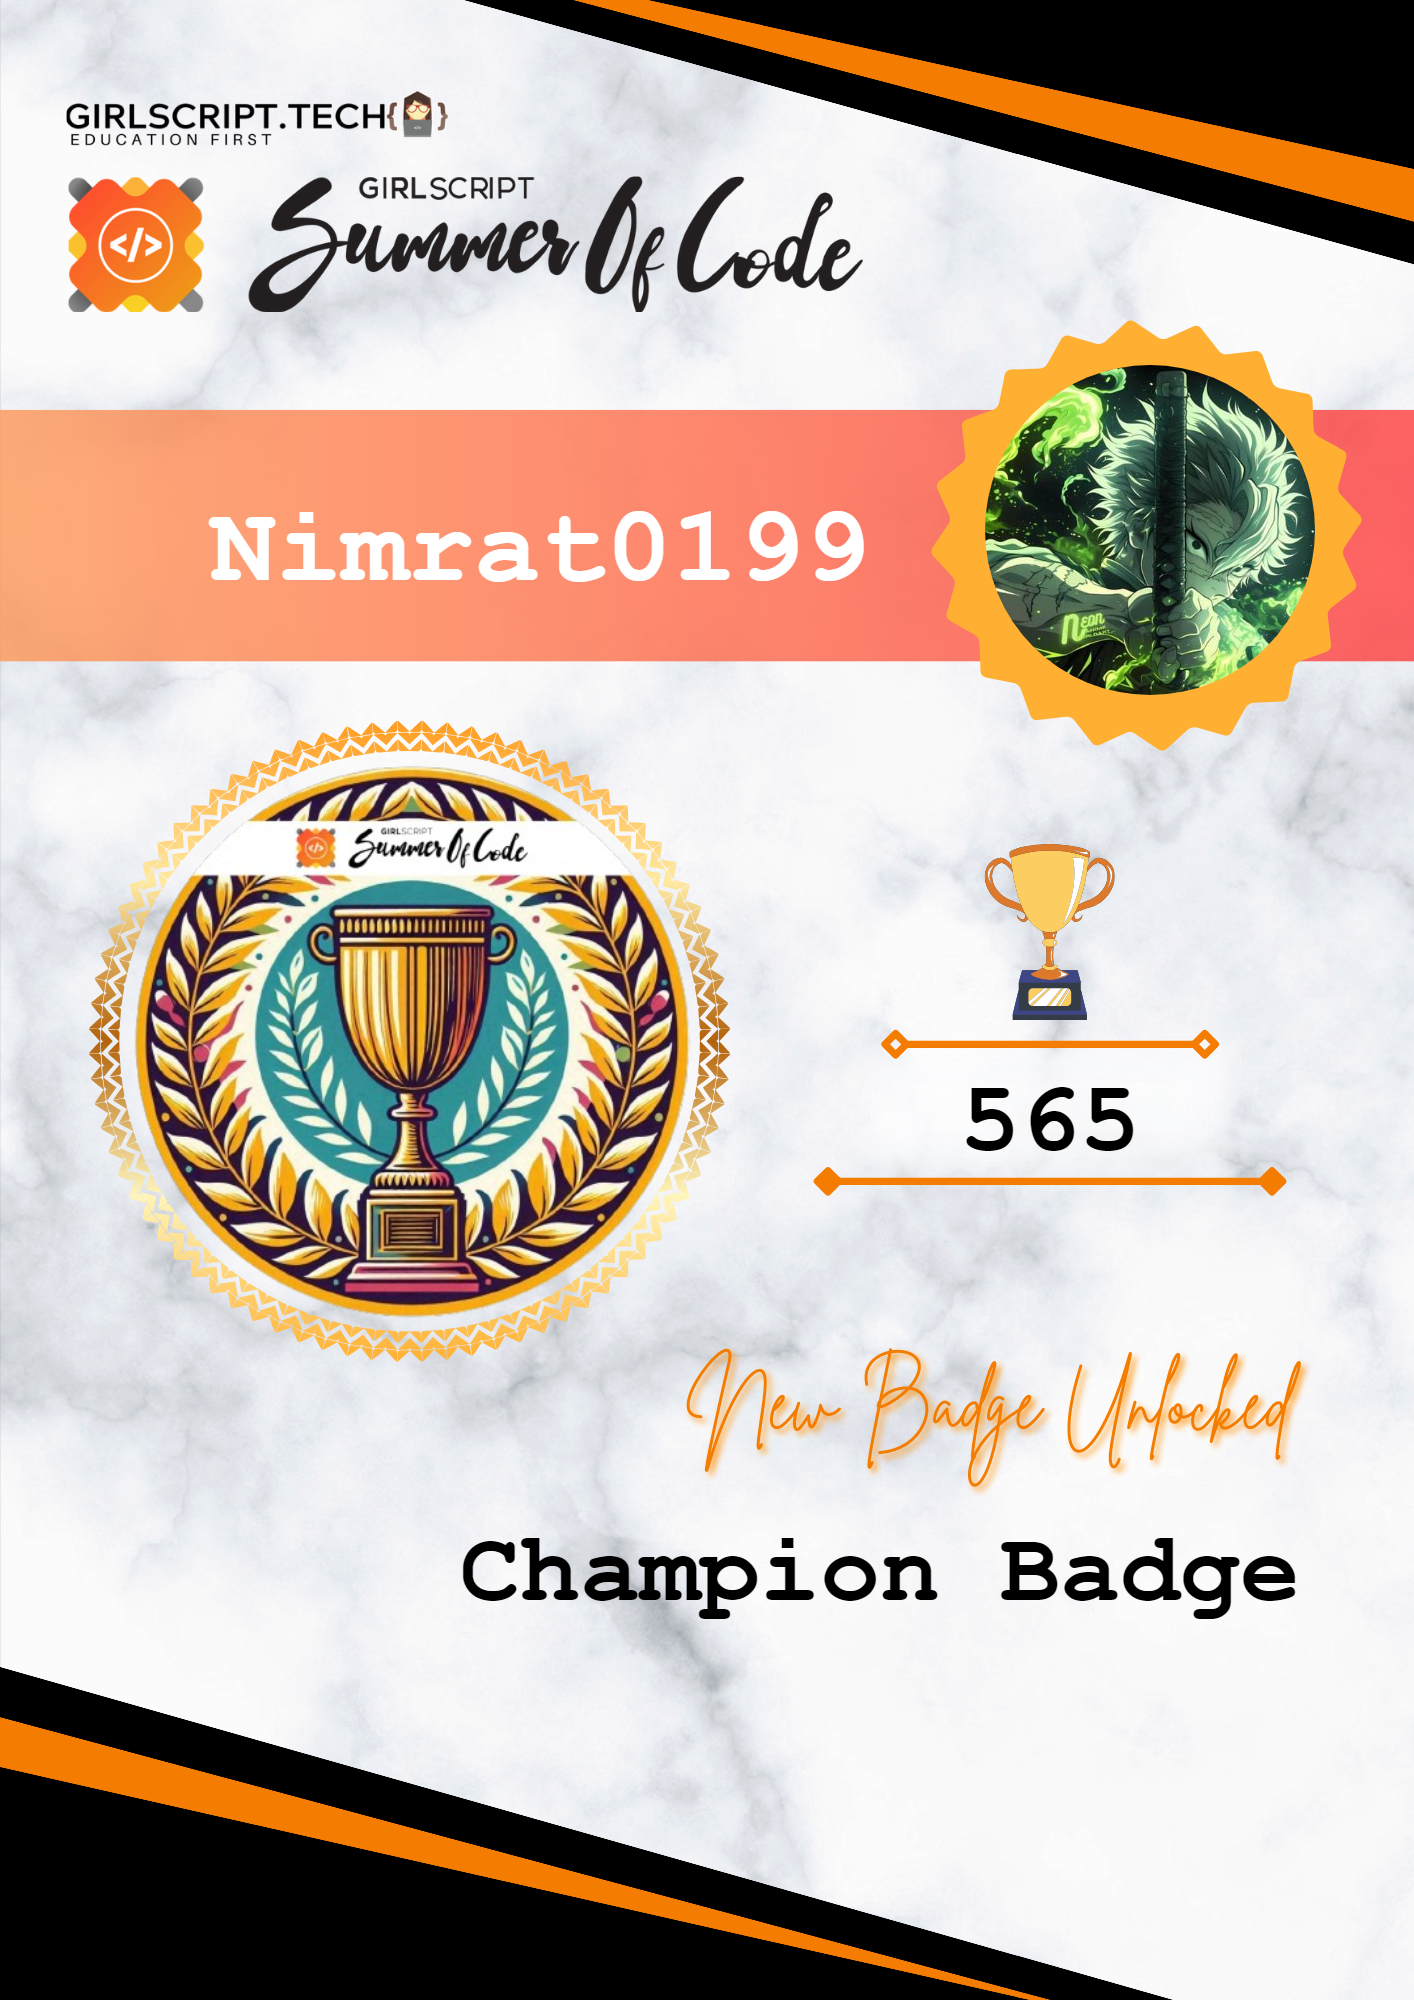 GIRLSCRIPT.TECH{ }
EDUCATION FIRST
GIRLSCRIPT
Summer Of Code
</>
Nimrat0199
Neon
GIRLSCRIPT
Summer Of Code
</>
565
New Badge Unlocked
Champion Badge